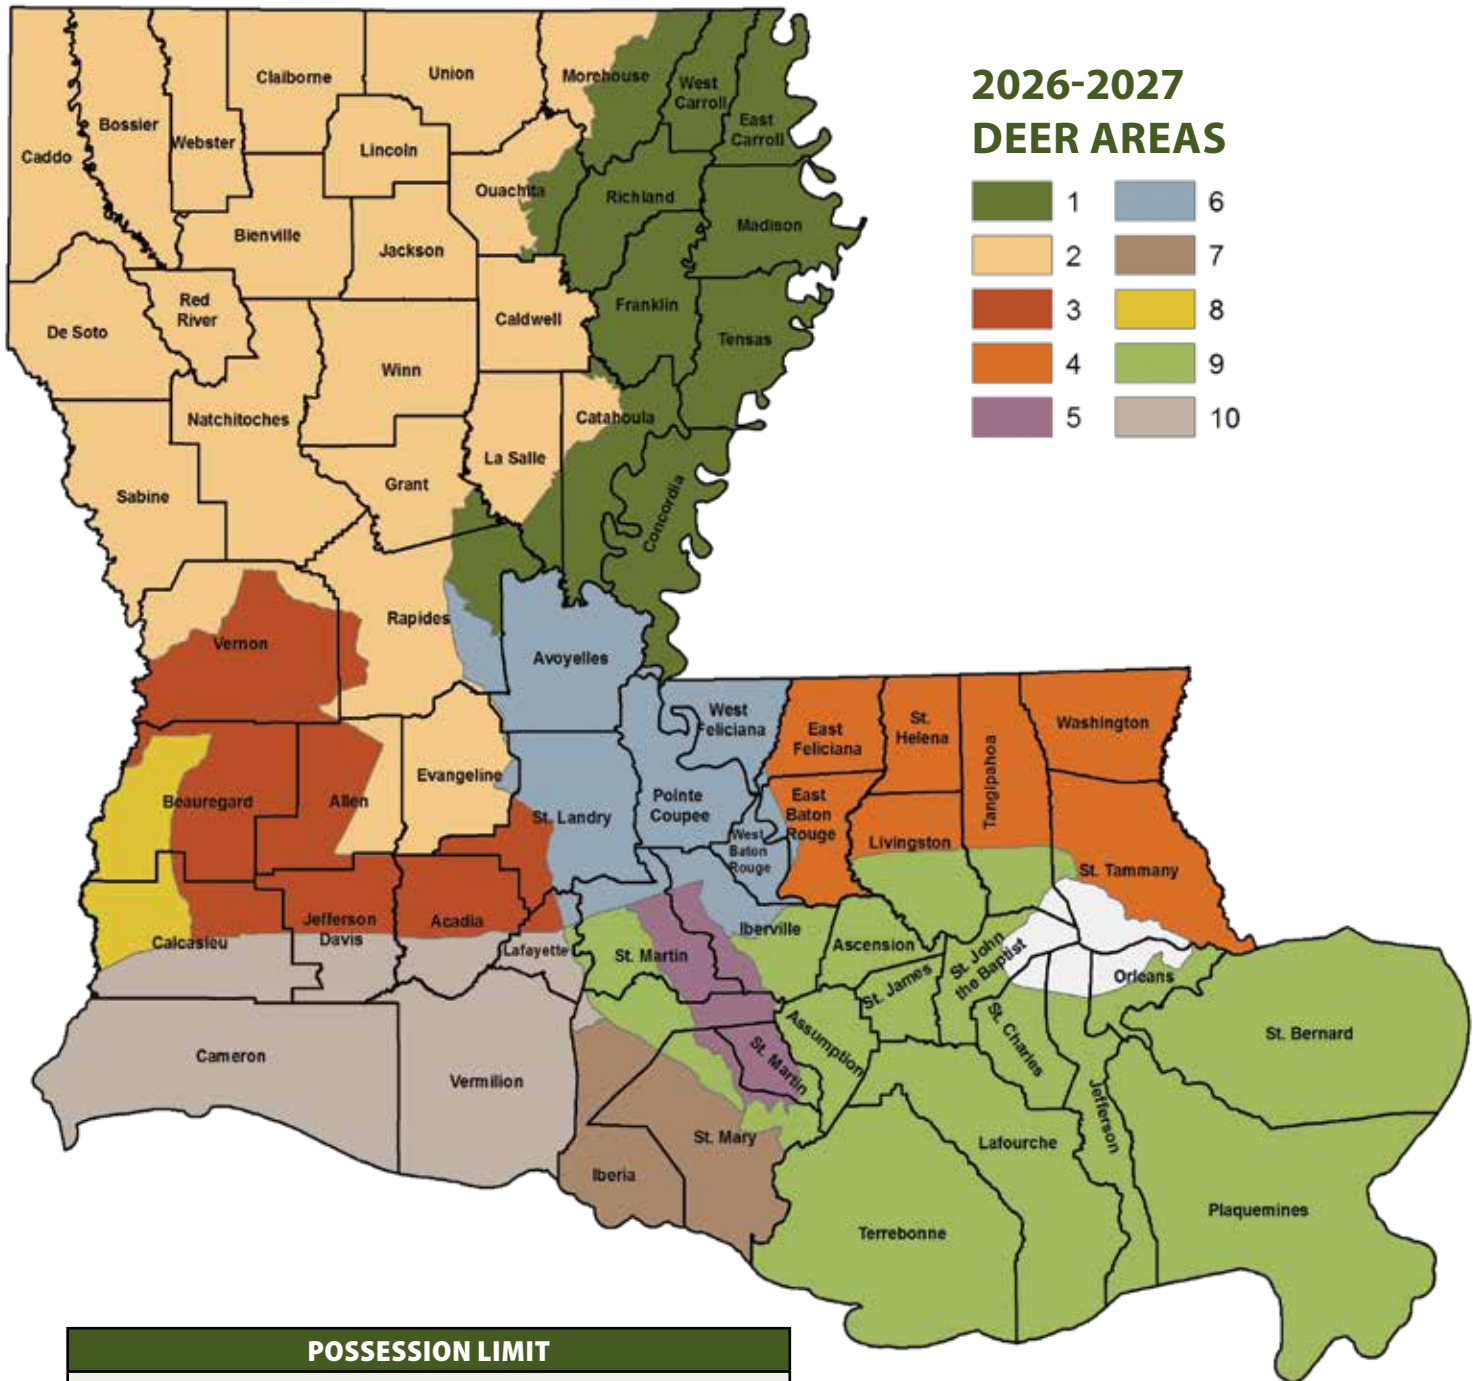 2026-2027
DEER AREAS
1
6
2
7
3
8
4
9
5
10
Caddo
Bossier
Webster
Claiborne
Union
Morehouse
West
Carroll
East
Carroll
Lincoln
Ouachita
Richland
Madison
Bienville
Jackson
De Soto
Red
River
Caldwell
Franklin
Tensas
Winn
Natchitoches
Catahoula
Sabine
Grant
La Salle
Concordia
Vernon
Rapides
Avoyelles
West
Feliciana
East
Feliciana
St.
Helena
Tangipahoa
Washington
Beauregard
Allen
Evangeline
St. Landry
Pointe
Coupee
West
Baton
Rouge
East
Baton
Rouge
Livingston
St. Tammany
Calcasieu
Jefferson
Davis
Acadia
Lafayette
St. Martin
Iberville
Ascension
St. James
St. John
the Baptist
Orleans
Cameron
Vermilion
St. Martin
Assumption
St. Charles
Jefferson
St. Bernard
Iberia
St. Mary
Lafourche
Terrebonne
Plaquemines
POSSESSION LIMIT